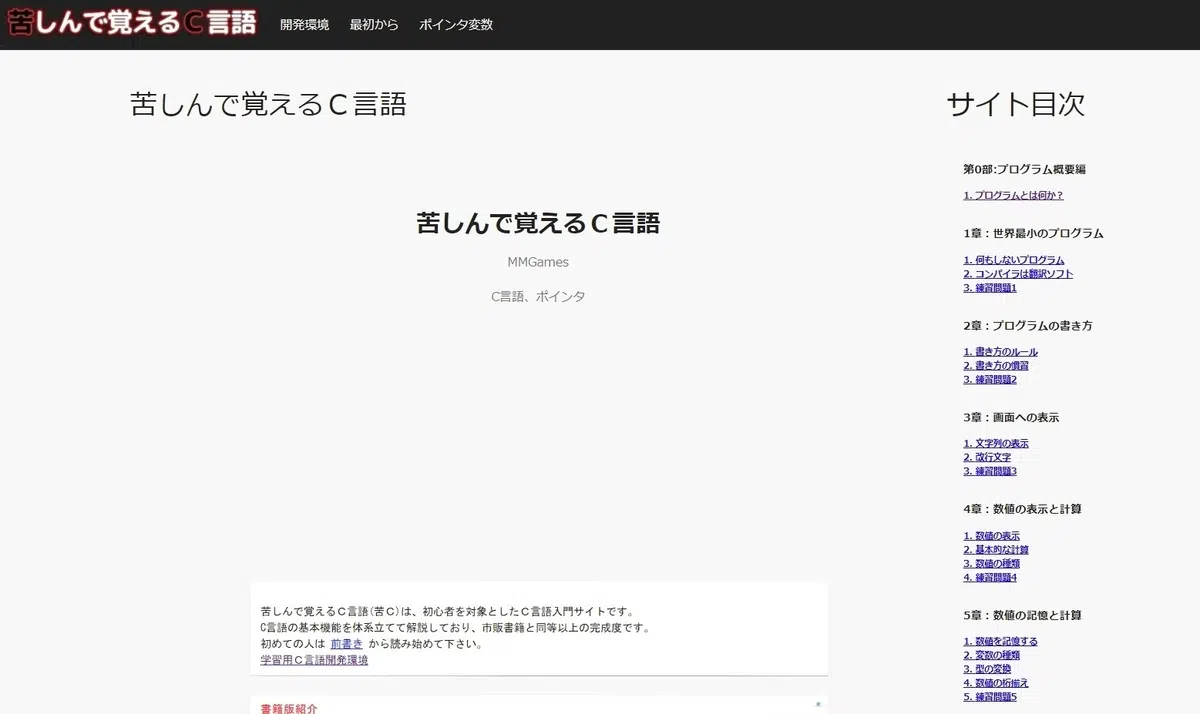 苦しんで覚えるC言語 開発環境 最初から ポインタ変数
苦しんで覚えるC言語
苦しんで覚えるC言語
MMGames
C言語、ポインタ
苦しんで覚えるC言語(苦C)は、初心者を対象としたC言語入門サイトです。
C言語の基本機能を体系立てて解説しており、市販書籍と同等以上の完成度です。
初めての人は 前書き から読み始めて下さい。
学習用C言語開発環境
書籍版紹介
サイト目次
第0部:プログラム概要編
1. プログラムとは何か?
1章:世界最小のプログラム
1. 何もしないプログラム
2. コンパイラは翻訳ソフト
3. 練習問題1
2章:プログラムの書き方
1. 書き方のルール
2. 書き方の慣習
3. 練習問題2
3章:画面への表示
1. 文字列の表示
2. 改行文字
3. 練習問題3
4章:数値の表示と計算
1. 数値の表示
2. 基本的な計算
3. 数値の種類
4. 練習問題4
5章:数値の記憶と計算
1. 数値を記憶する
2. 変数の種類
3. 型の変換
4. 数値の桁揃え
5. 練習問題5